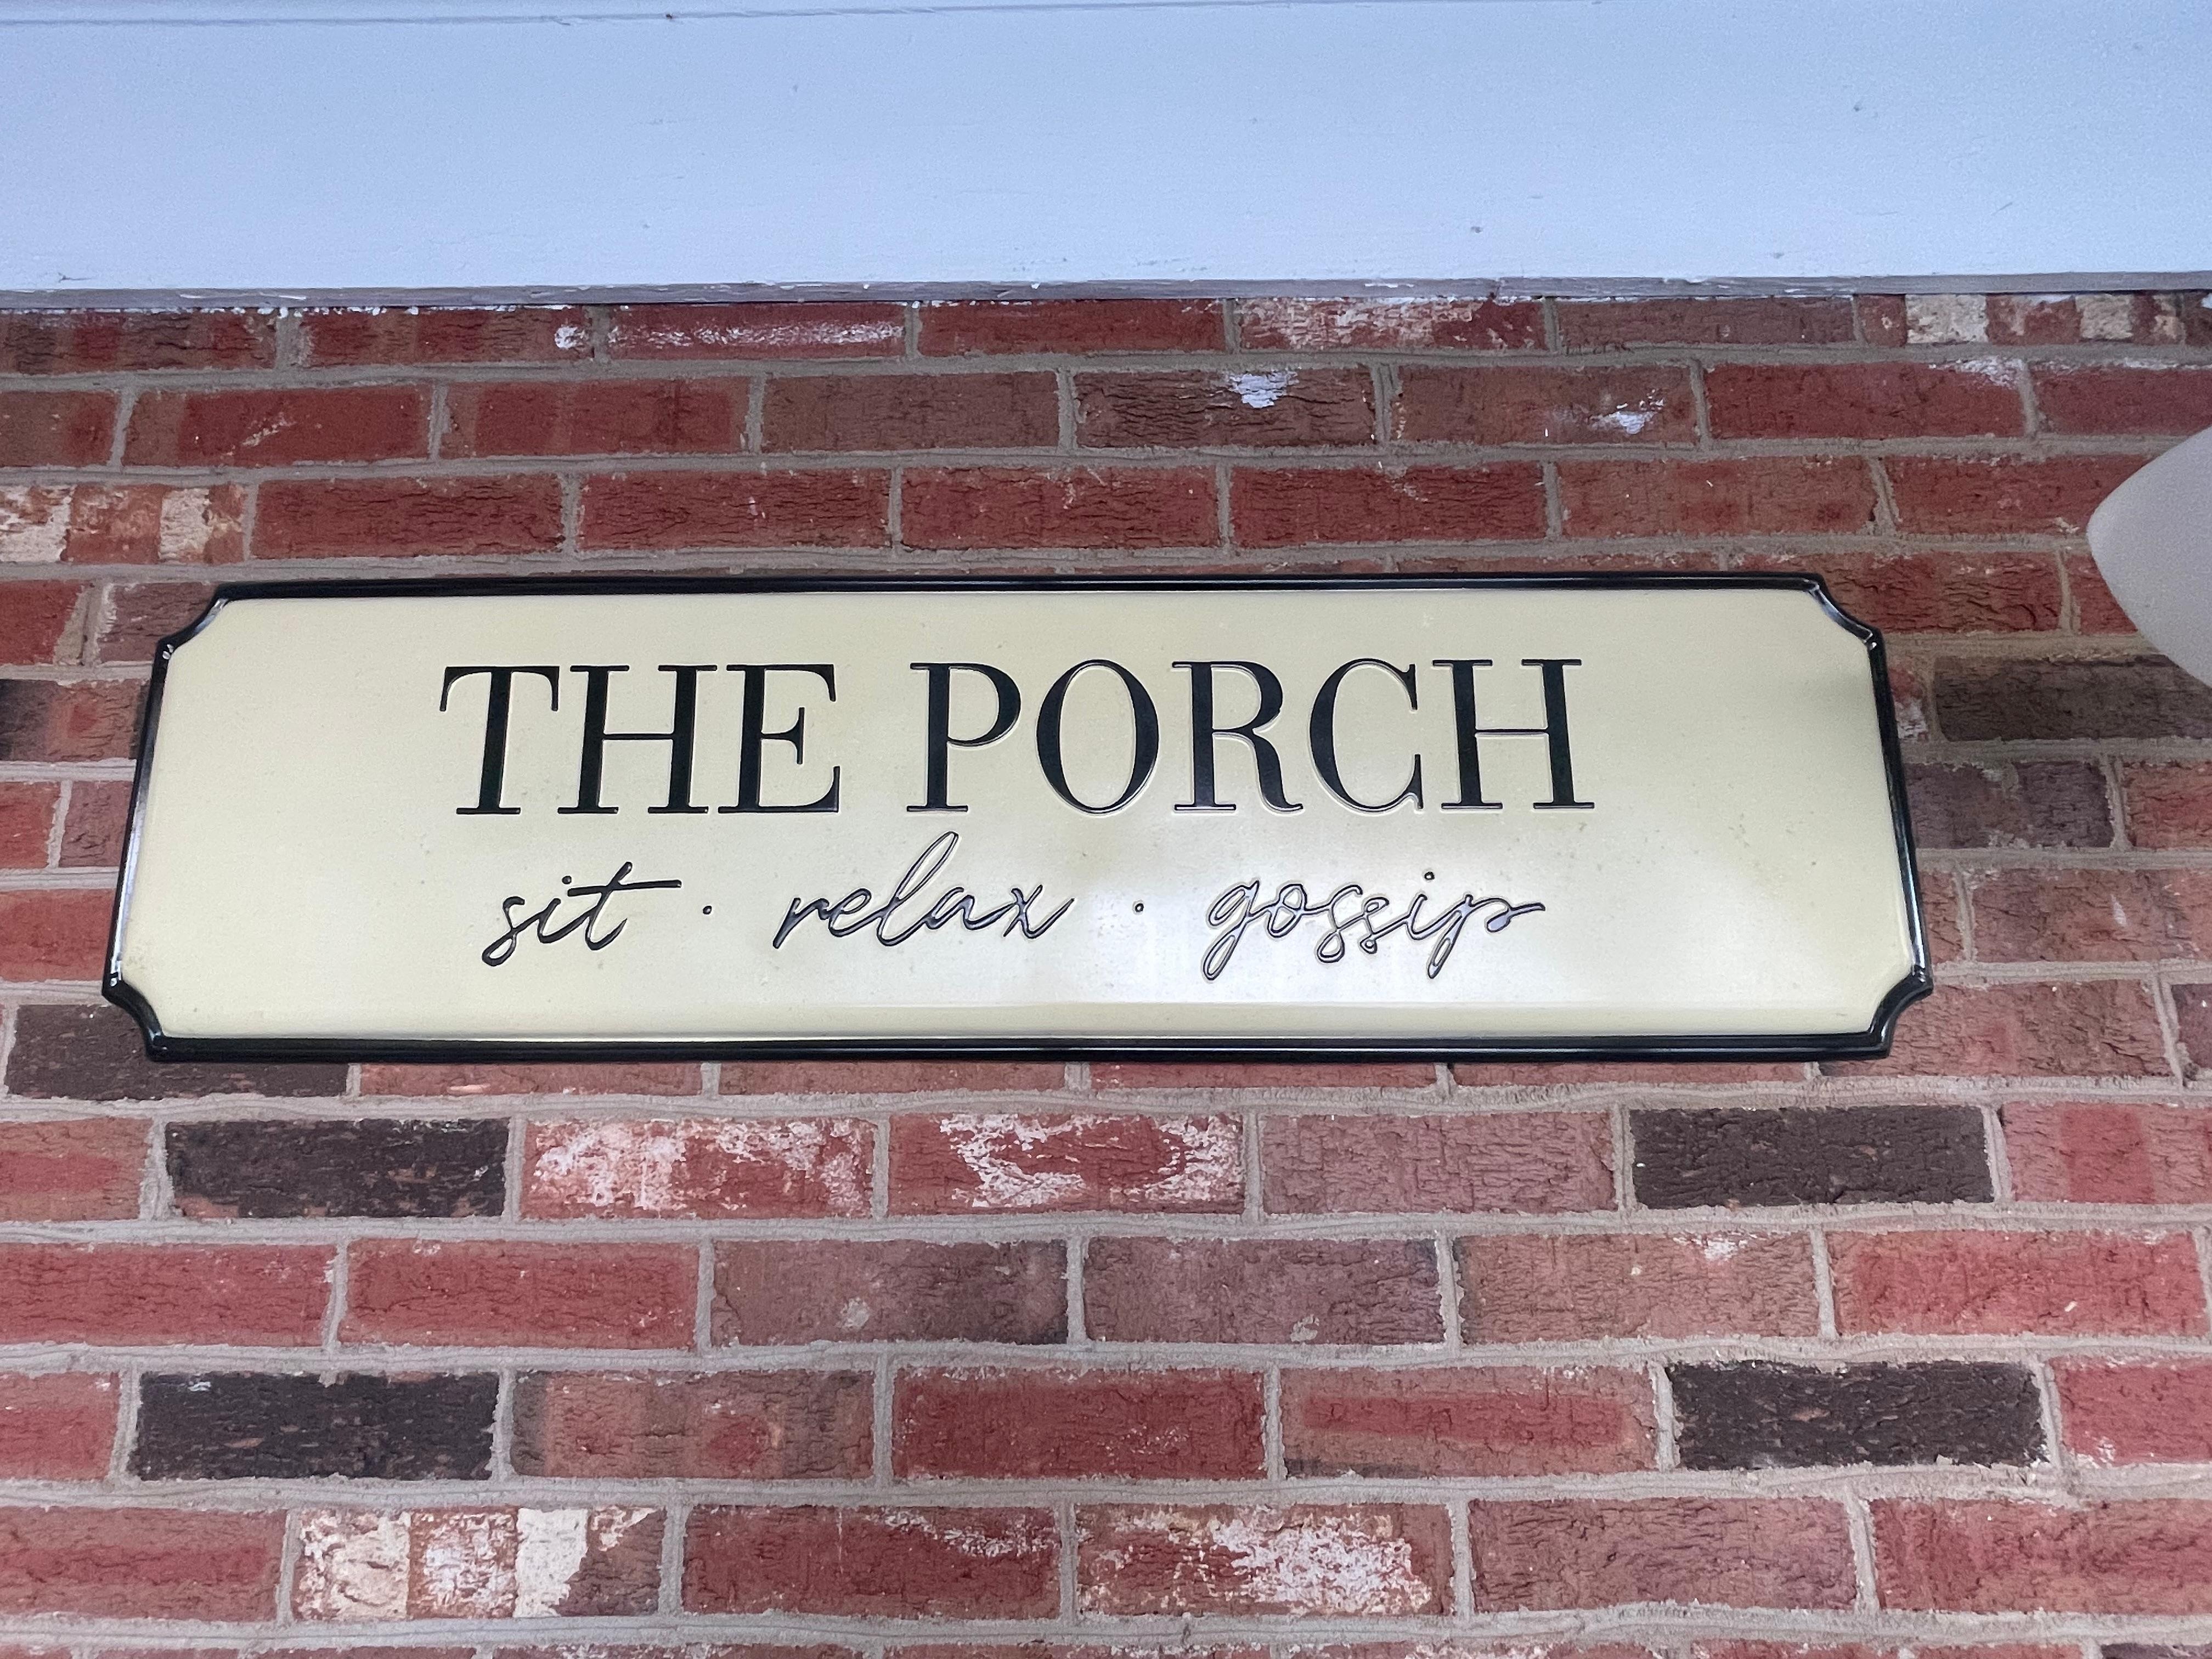 THE PORCH
sit · relax · gossip